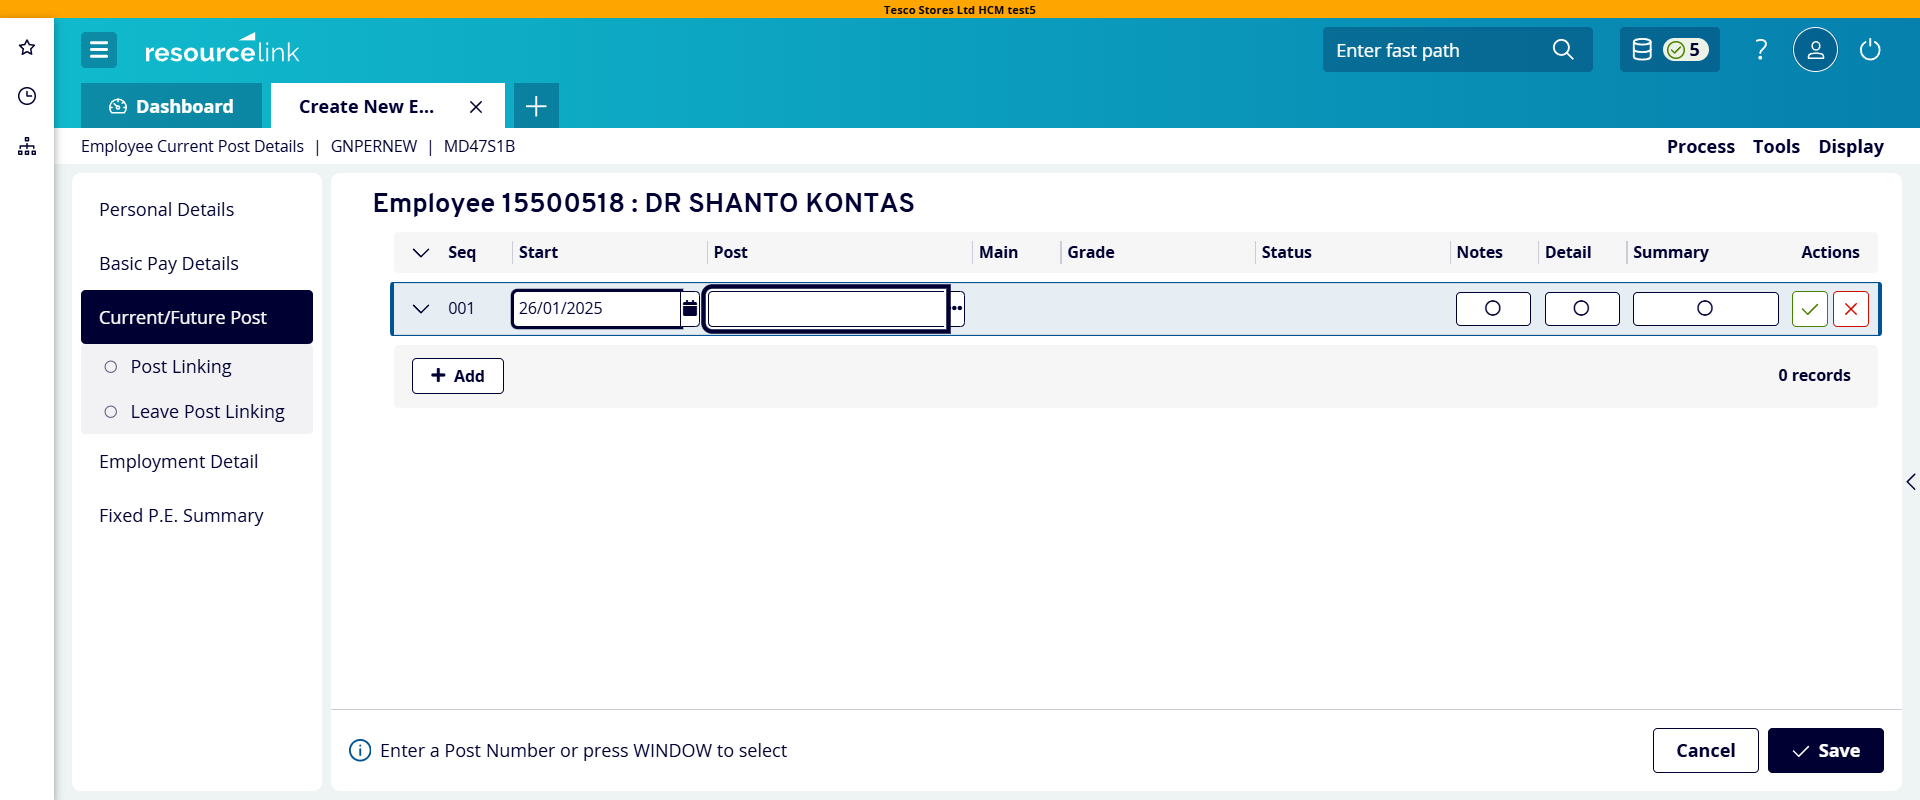 Tesco Stores Ltd HCM test5
resourcelink
Enter fast path
5
?
Dashboard
Create New E...
Employee Current Post Details | GNPERNEW | MD47S1B
Process Tools Display
Personal Details
Basic Pay Details
Current/Future Post
Post Linking
Leave Post Linking
Employment Detail
Fixed P.E. Summary
Employee 15500518 : DR SHANTO KONTAS
Seq Start Post Main Grade Status Notes Detail Summary Actions
001 26/01/2025
Add
0 records
Enter a Post Number or press WINDOW to select
Cancel
Save